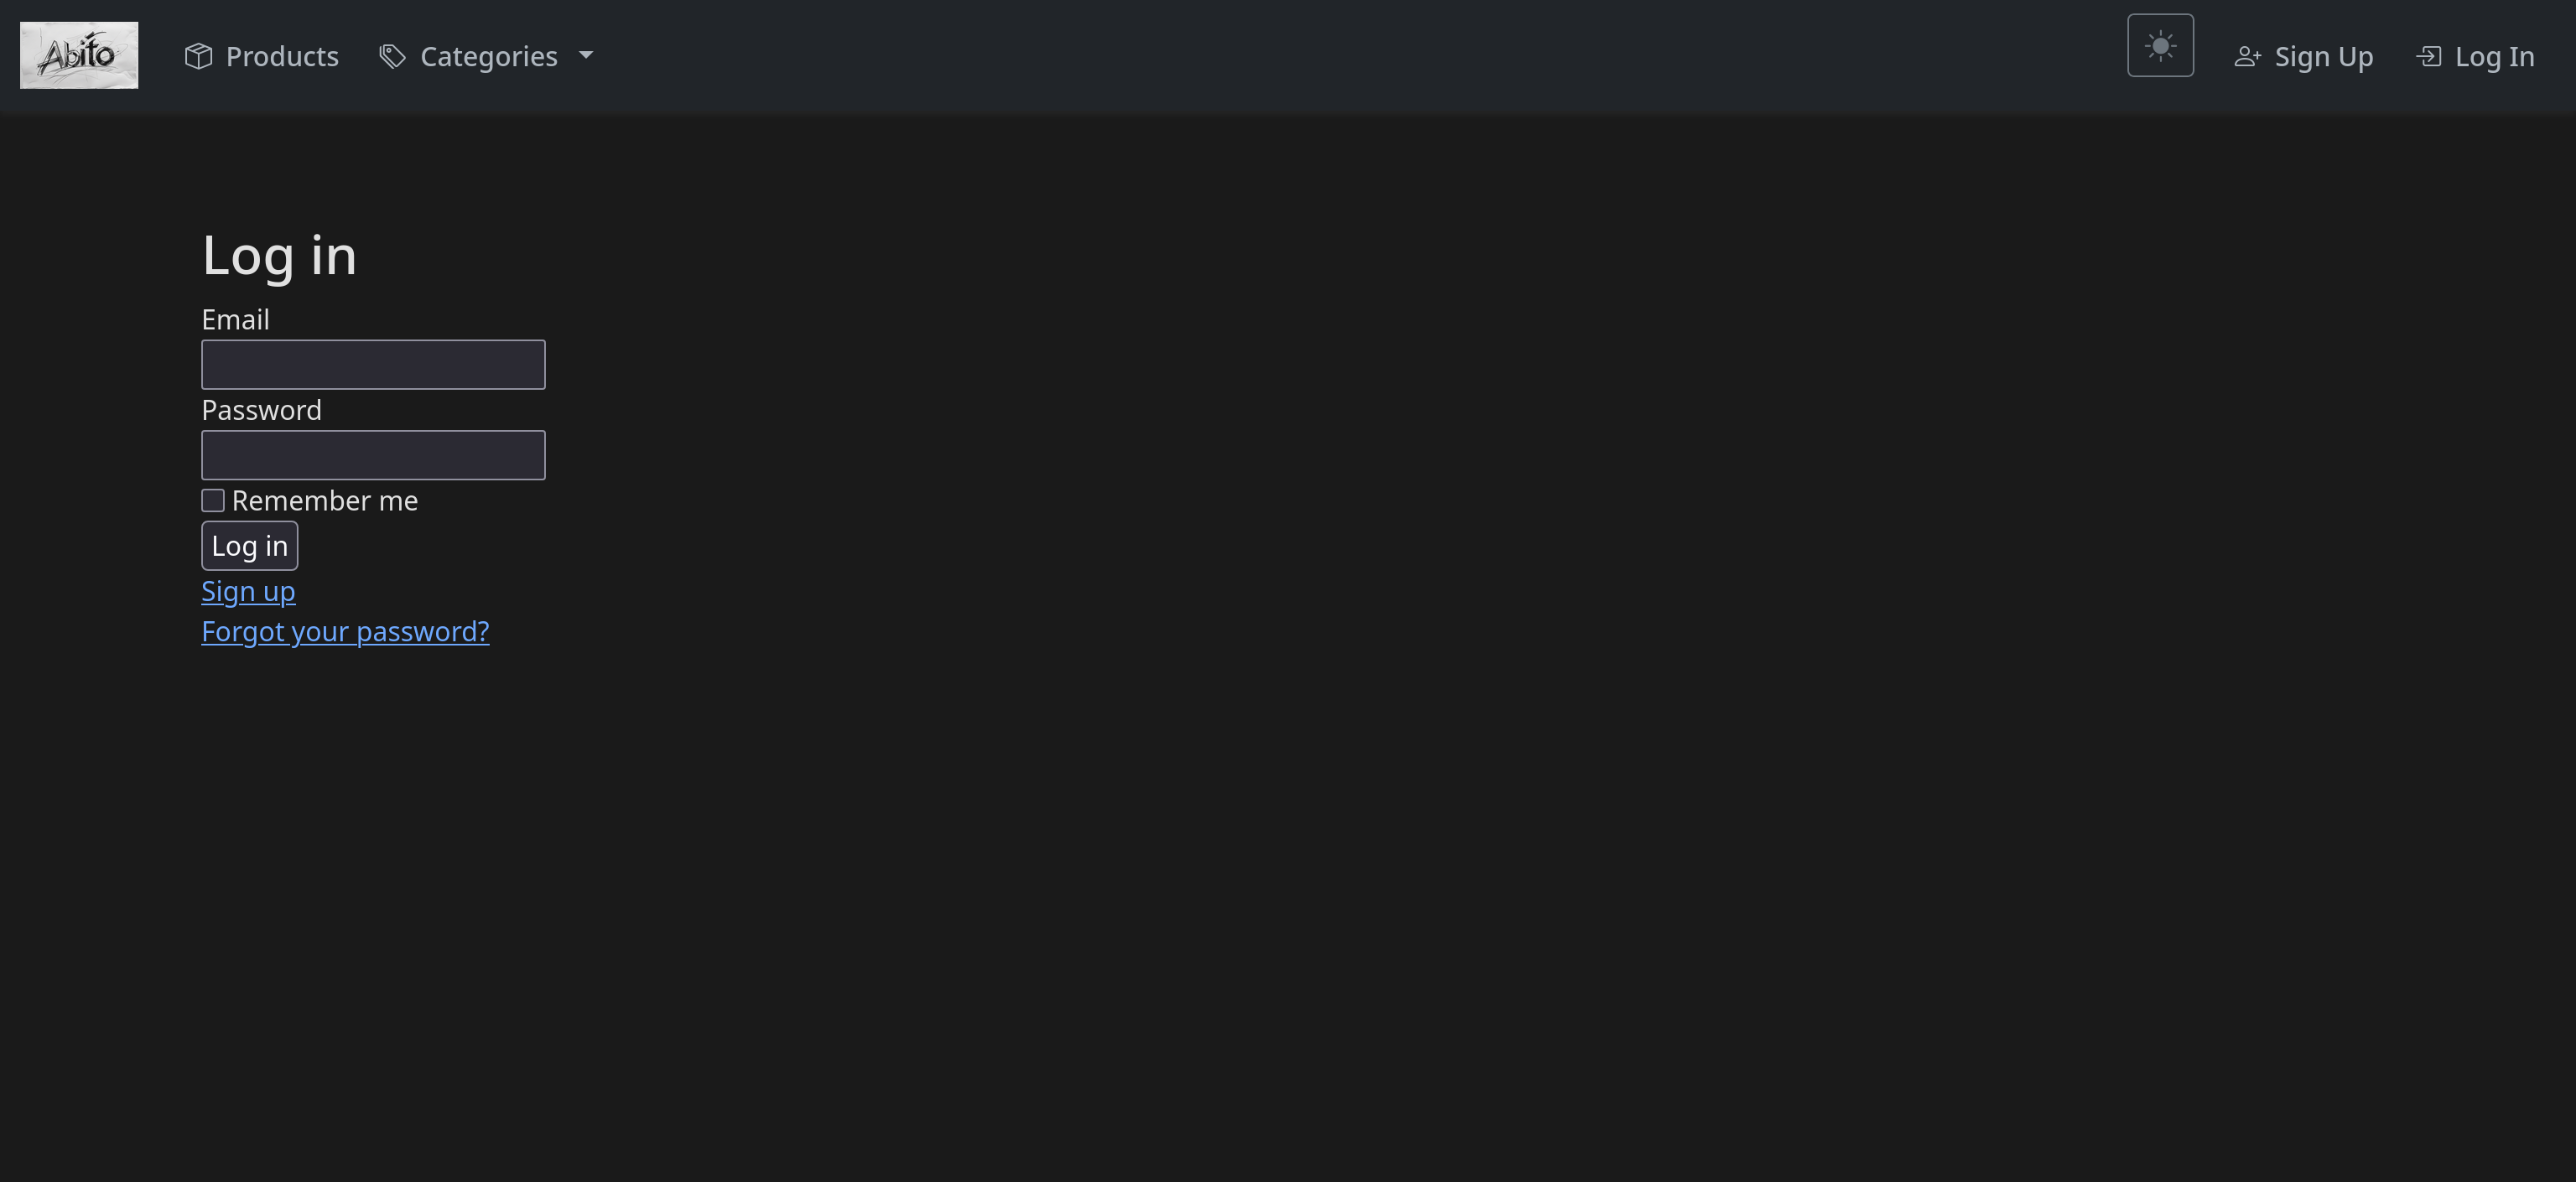 Abito Products Categories Sign Up Log In
Log in
Email
Password
Remember me
Log in
Sign up
Forgot your password?